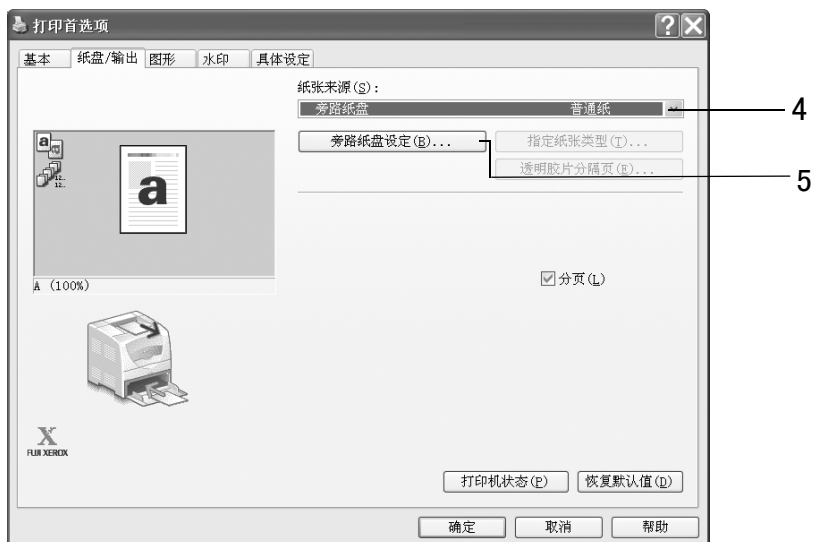 打印首选项
基本 纸盘/输出 图形 水印 具体设定
纸张来源(S):
旁路纸盘 普通纸
4
旁路纸盘设定(B)... 指定纸张类型(T)...
透明胶片分隔页(E)...
5
a
a
12..
12..
a
A (100%)
分页(L)
X
FUJI XEROX
打印机状态(P) 恢复默认值(D)
确定 取消 帮助